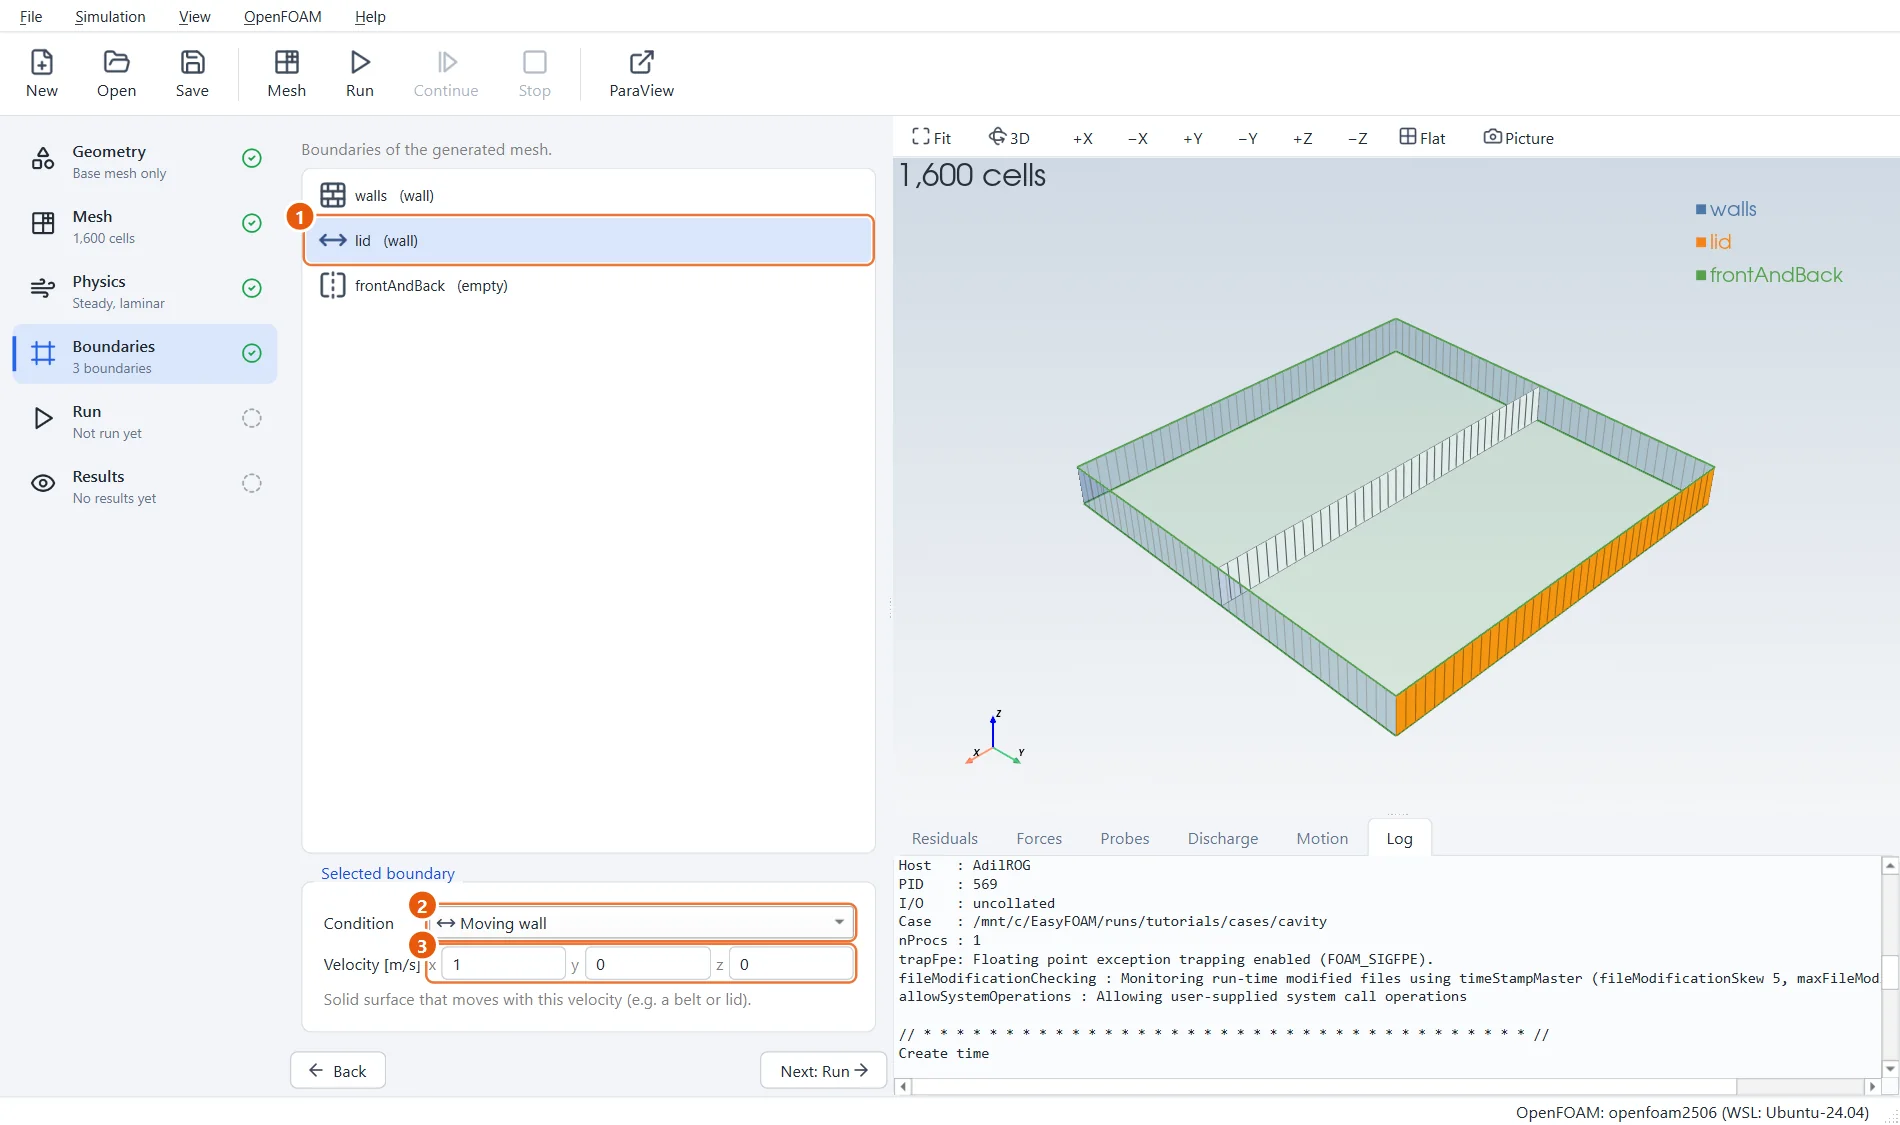 File Simulation View OpenFOAM Help
New Open Save Mesh Run Continue Stop ParaView
Geometry
Base mesh only
Mesh
1,600 cells
Physics
Steady, laminar
Boundaries
3 boundaries
Run
Not run yet
Results
No results yet
Boundaries of the generated mesh.
walls (wall)
1
lid (wall)
frontAndBack (empty)
Selected boundary
2
Condition Moving wall
3
Velocity [m/s] x 1 y 0 z 0
Solid surface that moves with this velocity (e.g. a belt or lid).
Back
Next: Run
Fit 3D +X −X +Y −Y +Z −Z Flat Picture
1,600 cells
walls
lid
frontAndBack
Z
X Y
Residuals Forces Probes Discharge Motion Log
Host : AdilROG
PID : 569
I/O : uncollated
Case : /mnt/c/EasyFOAM/runs/tutorials/cases/cavity
nProcs : 1
trapFpe: Floating point exception trapping enabled (FOAM_SIGFPE).
fileModificationChecking : Monitoring run-time modified files using timeStampMaster (fileModificationSkew 5, maxFileMod
allowSystemOperations : Allowing user-supplied system call operations
// * * * * * * * * * * * * * * * * * * * * * * * * * * * * * * * * * * * * * //
Create time
OpenFOAM: openfoam2506 (WSL: Ubuntu-24.04)